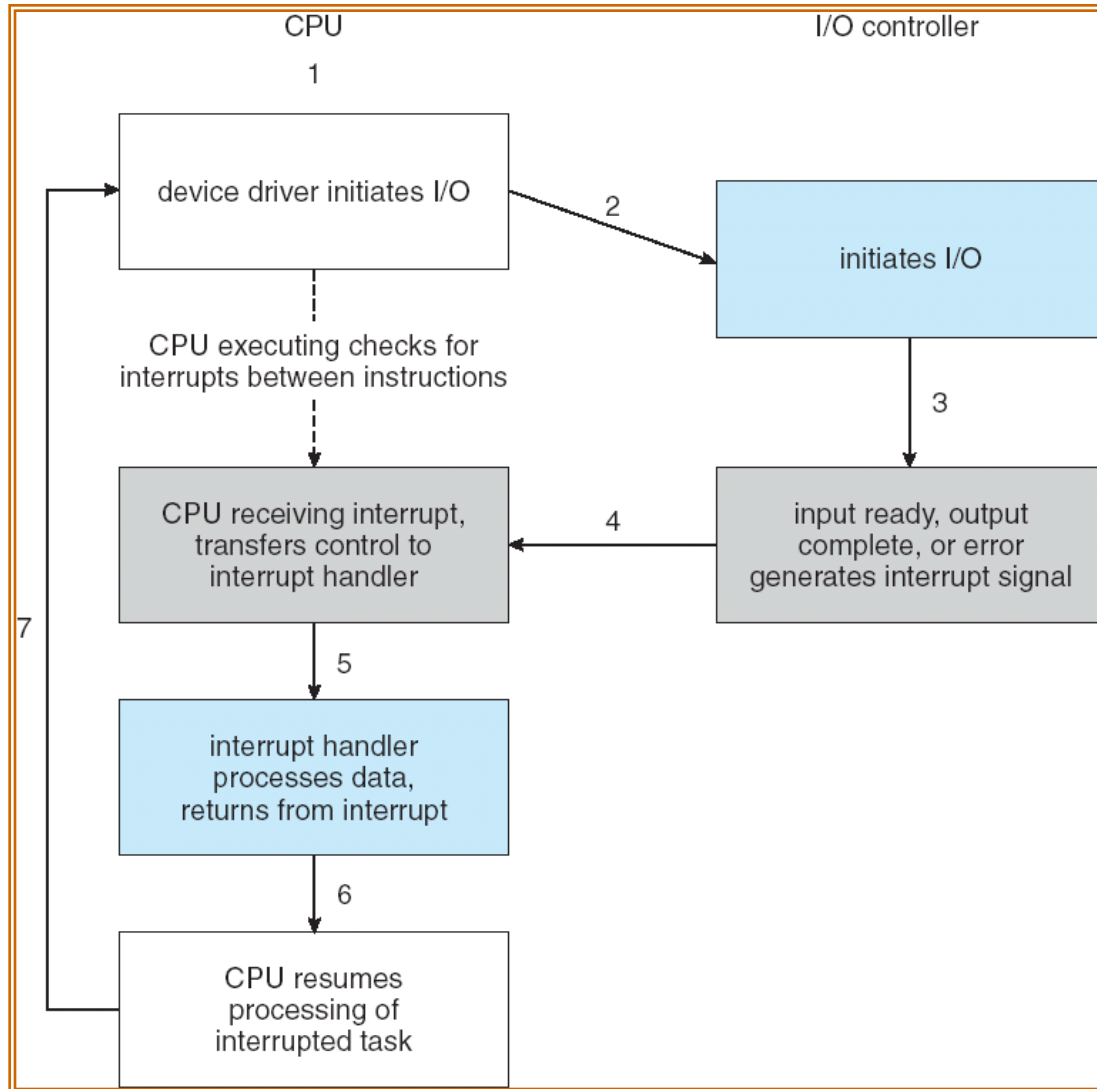 CPU
I/O controller
1
device driver initiates I/O
2
initiates I/O
CPU executing checks for
interrupts between instructions
3
CPU receiving interrupt,
transfers control to
interrupt handler
4
input ready, output
complete, or error
generates interrupt signal
7
5
interrupt handler
processes data,
returns from interrupt
6
CPU resumes
processing of
interrupted task